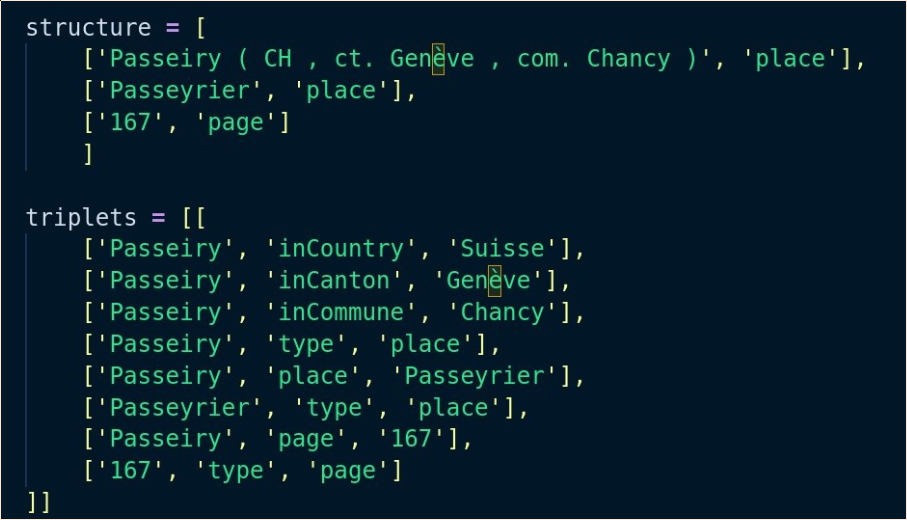 structure = [
    ['Passeiry ( CH , ct. Genève , com. Chancy )', 'place'],
    ['Passeyrier', 'place'],
    ['167', 'page']
    ]

triplets = [[
    ['Passeiry', 'inCountry', 'Suisse'],
    ['Passeiry', 'inCanton', 'Genève'],
    ['Passeiry', 'inCommune', 'Chancy'],
    ['Passeiry', 'type', 'place'],
    ['Passeiry', 'place', 'Passeyrier'],
    ['Passeyrier', 'type', 'place'],
    ['Passeiry', 'page', '167'],
    ['167', 'type', 'page']
]]